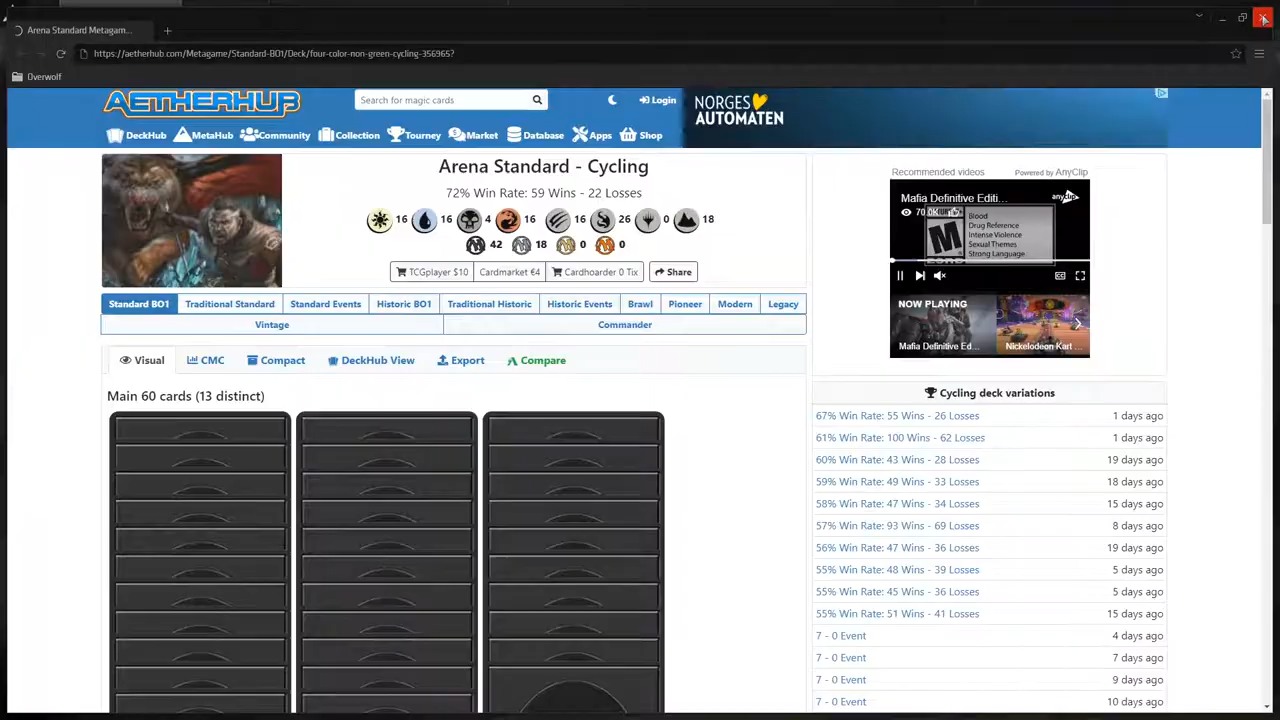 Arena Standard Metagam...
https://aetherhub.com/Metagame/Standard-BO1/Deck/four-color-non-green-cycling-356965?
Overwolf
AETHERHUB
Search for magic cards
Login
NORGES
AUTOMATEN
DeckHub MetaHub Community Collection Tourney Market Database Apps Shop
Arena Standard - Cycling
72% Win Rate: 59 Wins - 22 Losses
16 16 4 16 16 26 0 18
42 18 0 0
TCGplayer $10 Cardmarket €4 Cardhoarder 0 Tix Share
Standard BO1 Traditional Standard Standard Events Historic BO1 Traditional Historic Historic Events Brawl Pioneer Modern Legacy
Vintage Commander
Visual CMC Compact DeckHub View Export Compare
Main 60 cards (13 distinct)
Recommended videos Powered by AnyClip
Mafia Definitive Editi...
anyclip
70.0K
M
Blood
Drug Reference
Intense Violence
Sexual Themes
Strong Language
NOW PLAYING
Mafia Definitive Ed... Nickelodeon Kart ...
Cycling deck variations
67% Win Rate: 55 Wins - 26 Losses 1 days ago
61% Win Rate: 100 Wins - 62 Losses 1 days ago
60% Win Rate: 43 Wins - 28 Losses 19 days ago
59% Win Rate: 49 Wins - 33 Losses 18 days ago
58% Win Rate: 47 Wins - 34 Losses 15 days ago
57% Win Rate: 93 Wins - 69 Losses 8 days ago
56% Win Rate: 47 Wins - 36 Losses 19 days ago
55% Win Rate: 48 Wins - 39 Losses 5 days ago
55% Win Rate: 45 Wins - 36 Losses 5 days ago
55% Win Rate: 51 Wins - 41 Losses 15 days ago
7 - 0 Event 4 days ago
7 - 0 Event 7 days ago
7 - 0 Event 9 days ago
7 - 0 Event 10 days ago